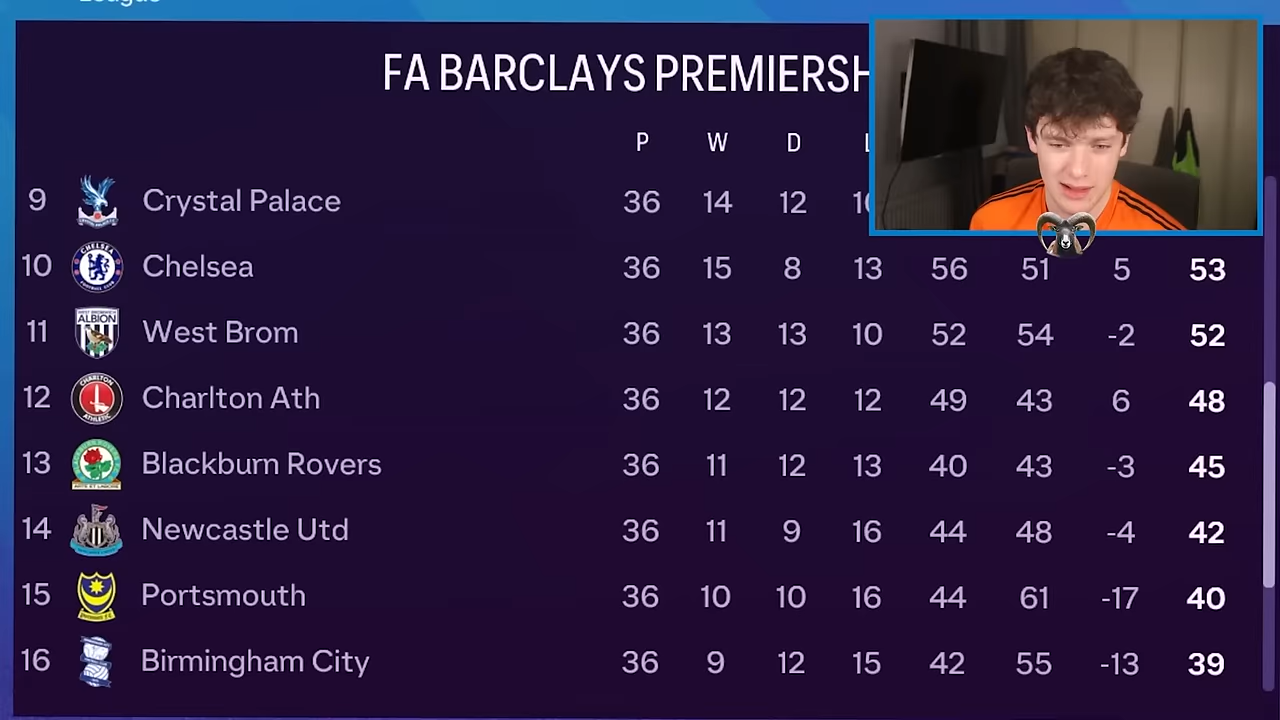 FA BARCLAYS PREMIERSH
P W D L
9 Crystal Palace 36 14 12
10 Chelsea 36 15 8 13 56 51 5 53
11 West Brom 36 13 13 10 52 54 -2 52
12 Charlton Ath 36 12 12 12 49 43 6 48
13 Blackburn Rovers 36 11 12 13 40 43 -3 45
14 Newcastle Utd 36 11 9 16 44 48 -4 42
15 Portsmouth 36 10 10 16 44 61 -17 40
16 Birmingham City 36 9 12 15 42 55 -13 39